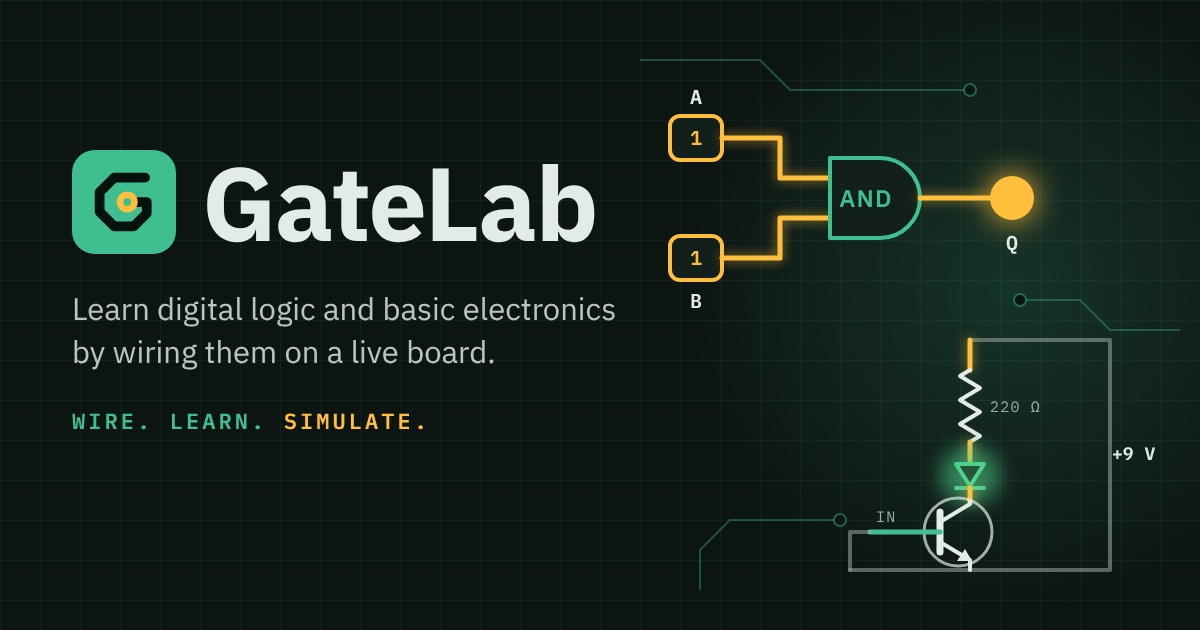 GateLab
Learn digital logic and basic electronics
by wiring them on a live board.
WIRE. LEARN. SIMULATE.
A
1
AND
Q
1
B
220 Ω
+9 V
IN